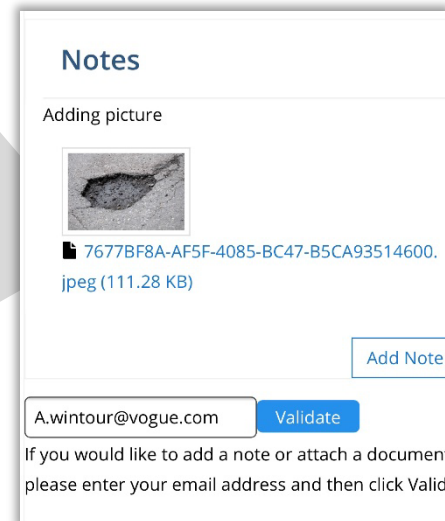 Notes
Adding picture
7677BF8A-AF5F-4085-BC47-B5CA93514600.
jpeg (111.28 KB)
Add Note
A.wintour@vogue.com
Validate
If you would like to add a note or attach a document
please enter your email address and then click Valid